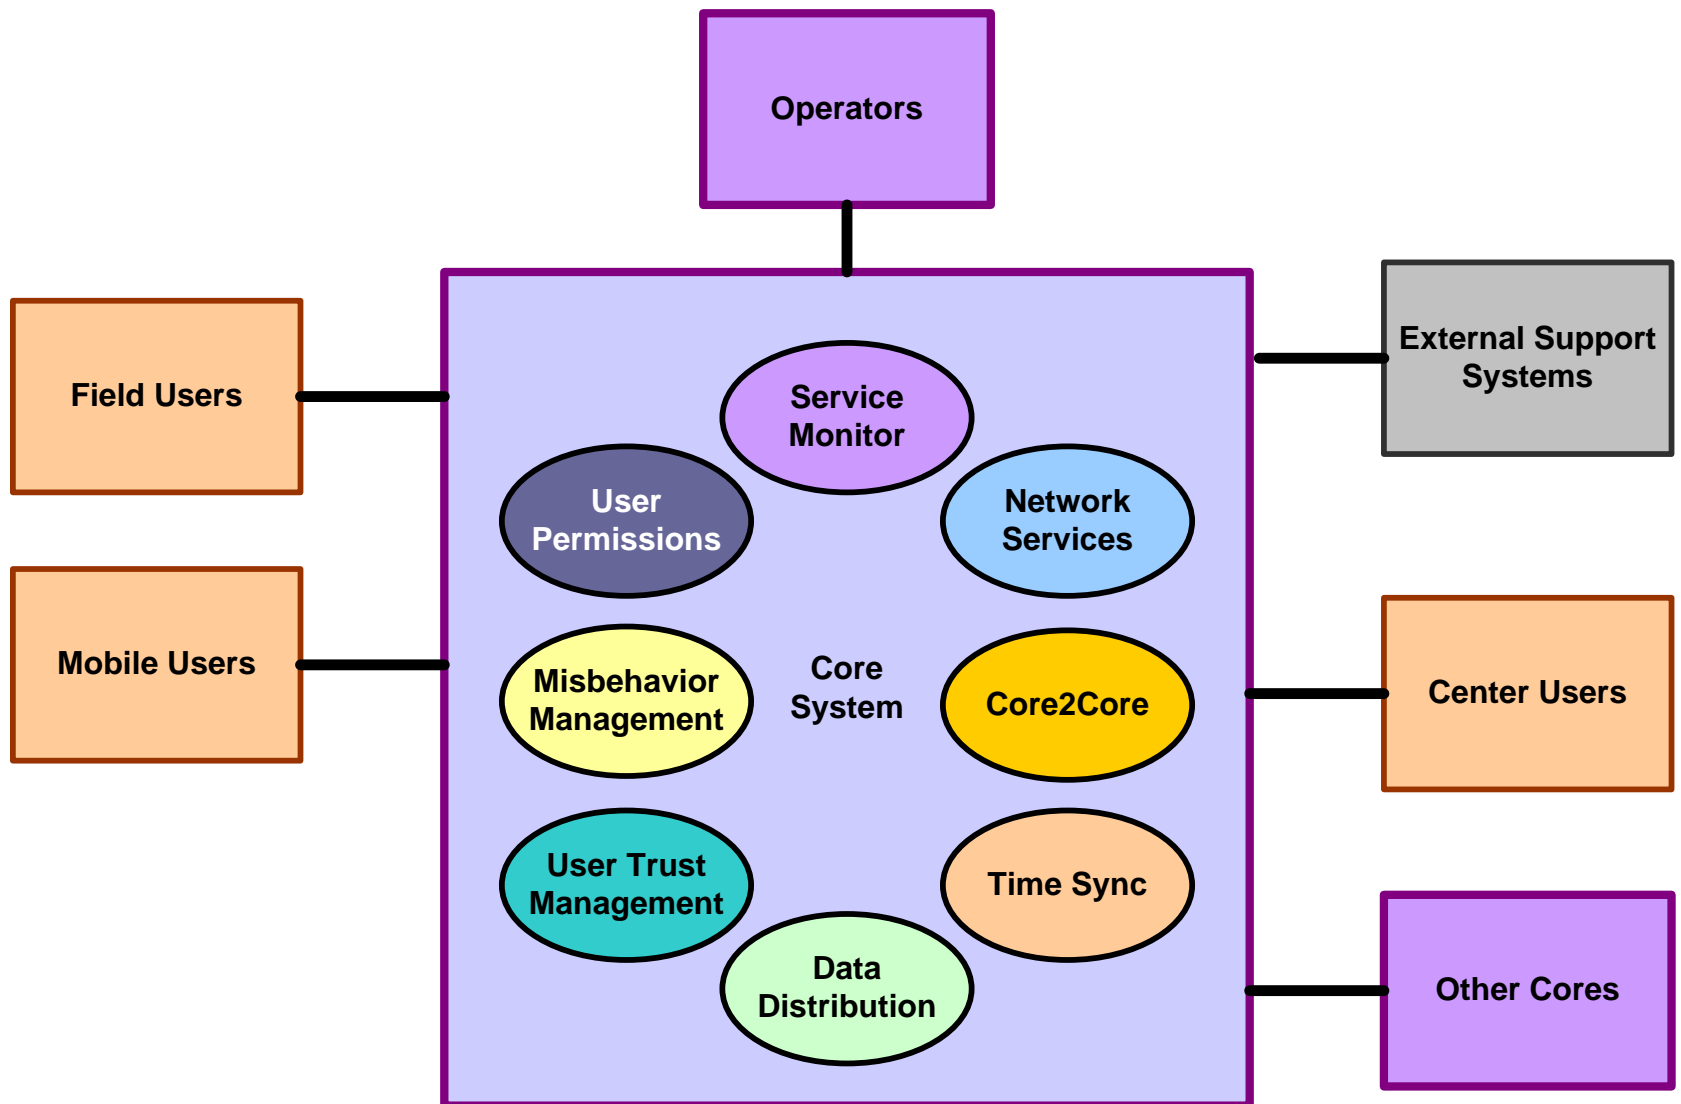 Operators
External Support
Systems
Field Users
Service
Monitor
User
Permissions
Network
Services
Mobile Users
Misbehavior
Management
Core
System
Core2Core
Center Users
User Trust
Management
Time Sync
Data
Distribution
Other Cores